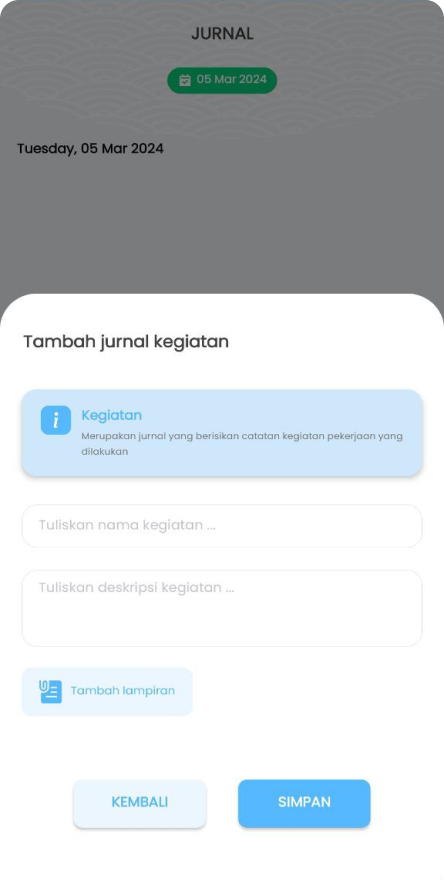 JURNAL
05 Mar 2024
Tuesday, 05 Mar 2024
Tambah jurnal kegiatan
i
Kegiatan
Merupakan jurnal yang berisikan catatan kegiatan pekerjaan yang
dilakukan
Tuliskan nama kegiatan ...
Tuliskan deskripsi kegiatan ...
Tambah lampiran
KEMBALI
SIMPAN